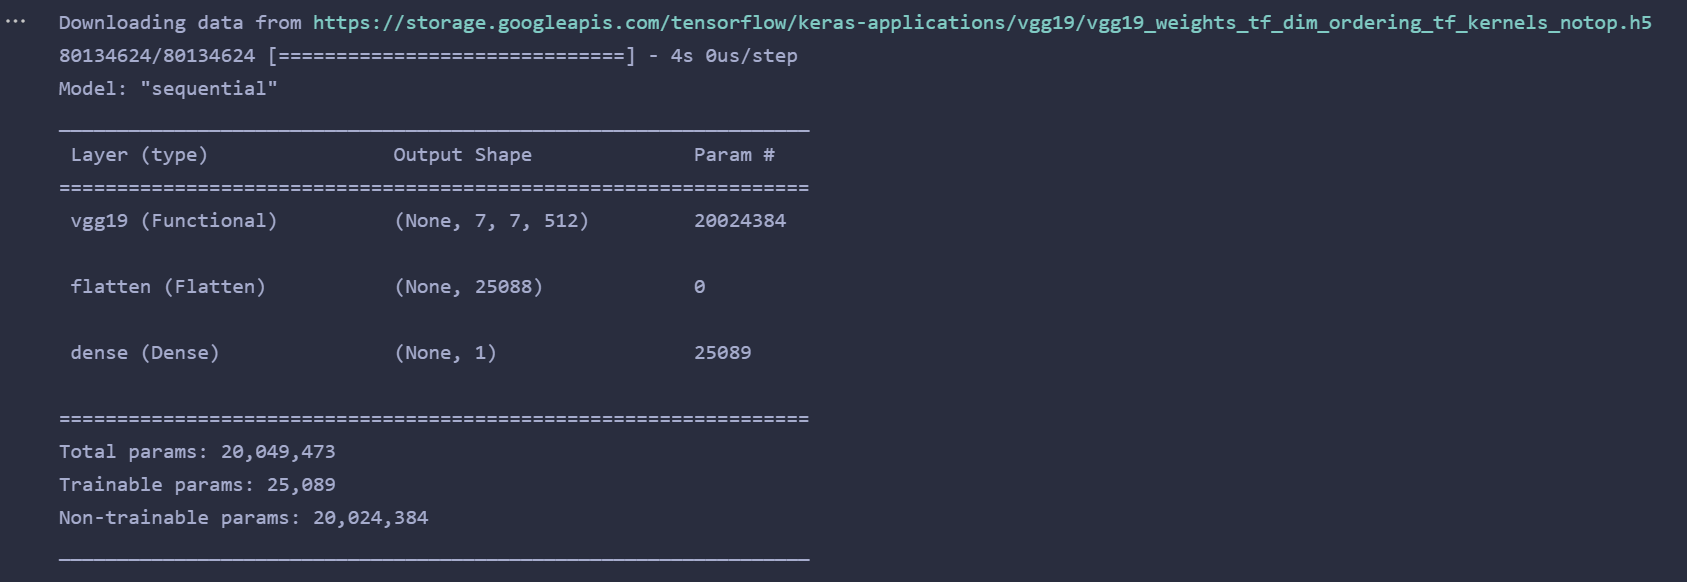 ... Downloading data from https://storage.googleapis.com/tensorflow/keras-applications/vgg19/vgg19_weights_tf_dim_ordering_tf_kernels_notop.h5
80134624/80134624 [==============================] - 4s 0us/step
Model: "sequential"
_________________________________________________________________
Layer (type)                Output Shape              Param #
=================================================================
vgg19 (Functional)          (None, 7, 7, 512)         20024384
flatten (Flatten)           (None, 25088)             0
dense (Dense)               (None, 1)                 25089
=================================================================
Total params: 20,049,473
Trainable params: 25,089
Non-trainable params: 20,024,384
_________________________________________________________________